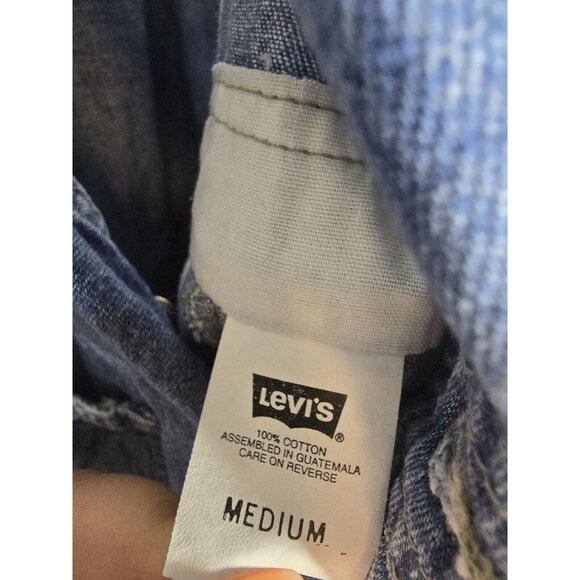 LEVI'S ®
100% COTTON
ASSEMBLED IN GUATEMALA
CARE ON REVERSE
MEDIUM